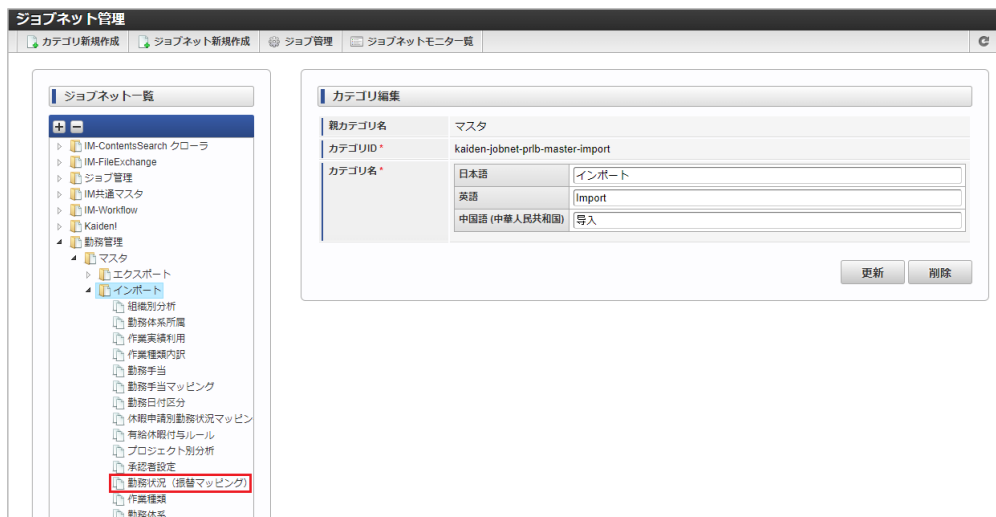 ジョブネット管理
カテゴリ新規作成 ジョブネット新規作成 ジョブ管理 ジョブネットモニター覧
ジョブネット一覧
IM-ContentsSearch クローラ
IM-FileExchange
ジョブ管理
IM共通マスタ
IM-Workflow
Kaiden!
勤務管理
マスタ
エクスポート
インポート
組織別分析
勤務体系所属
作業実績利用
作業種類内訳
勤務手当
勤務手当マッピング
勤務日付区分
休暇申請別勤務状況マッピン
有給休暇付与ルール
プロジェクト別分析
承認者設定
勤務状況（振替マッピング）
作業種類
勤務体系
カテゴリ編集
親カテゴリ名 マスタ
カテゴリID * kaiden-jobnet-prlb-master-import
カテゴリ名 * 日本語 インポート
英語 Import
中国語 (中華人民共和国) 导入
更新 削除